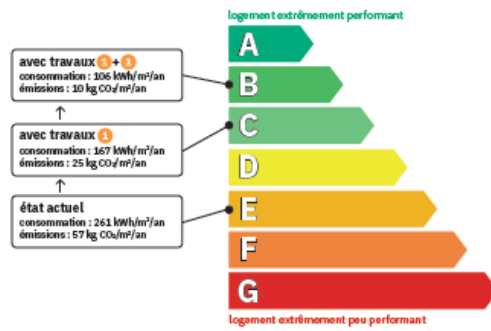 logement extrêmement performant
A
avec travaux 1 + 2
consommation : 106 kWh/m²/an
émissions : 10 kg CO₂/m²/an
B
avec travaux 1
consommation : 167 kWh/m²/an
émissions : 25 kg CO₂/m²/an
C
D
état actuel
consommation : 261 kWh/m²/an
émissions : 57 kg CO₂/m²/an
E
F
G
logement extrêmement peu performant